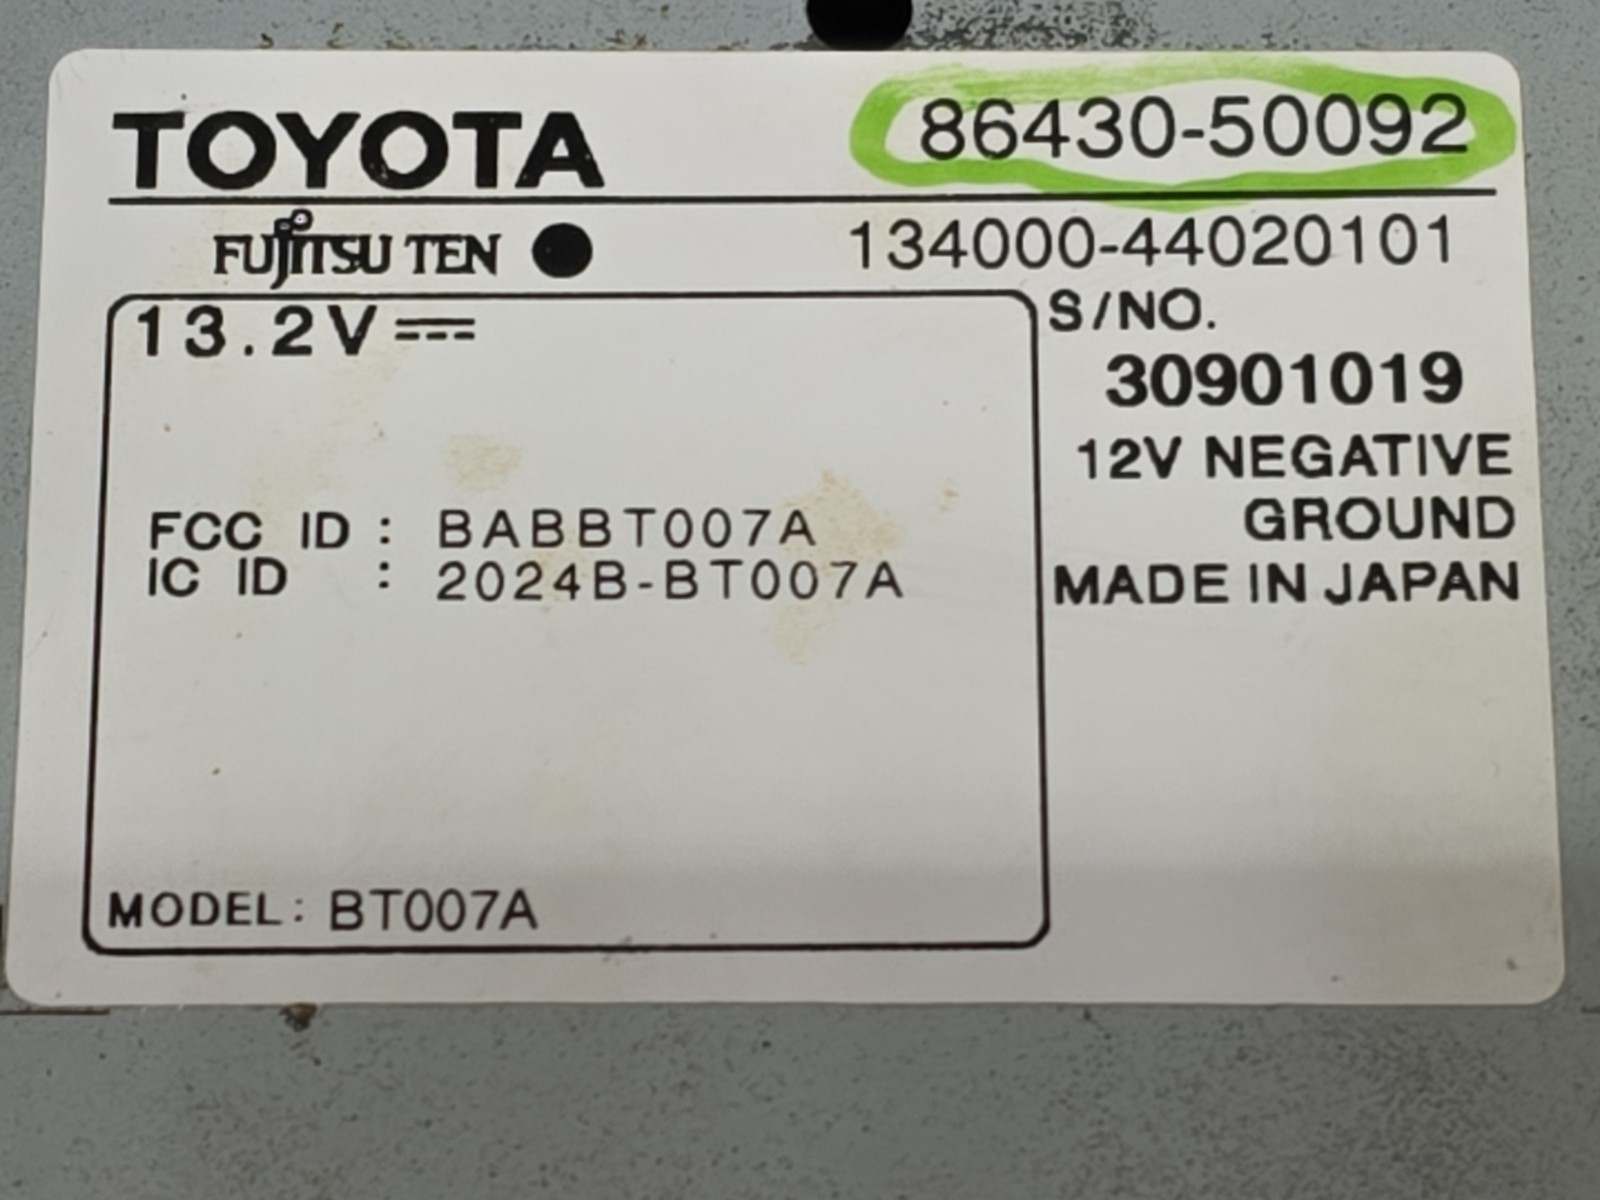 TOYOTA 86430-50092
FUJITSU TEN 134000-44020101
13.2V
S/NO.
30901019
12V NEGATIVE
GROUND
MADE IN JAPAN
FCC ID : BABBT007A
IC ID : 2024B-BT007A
MODEL: BT007A